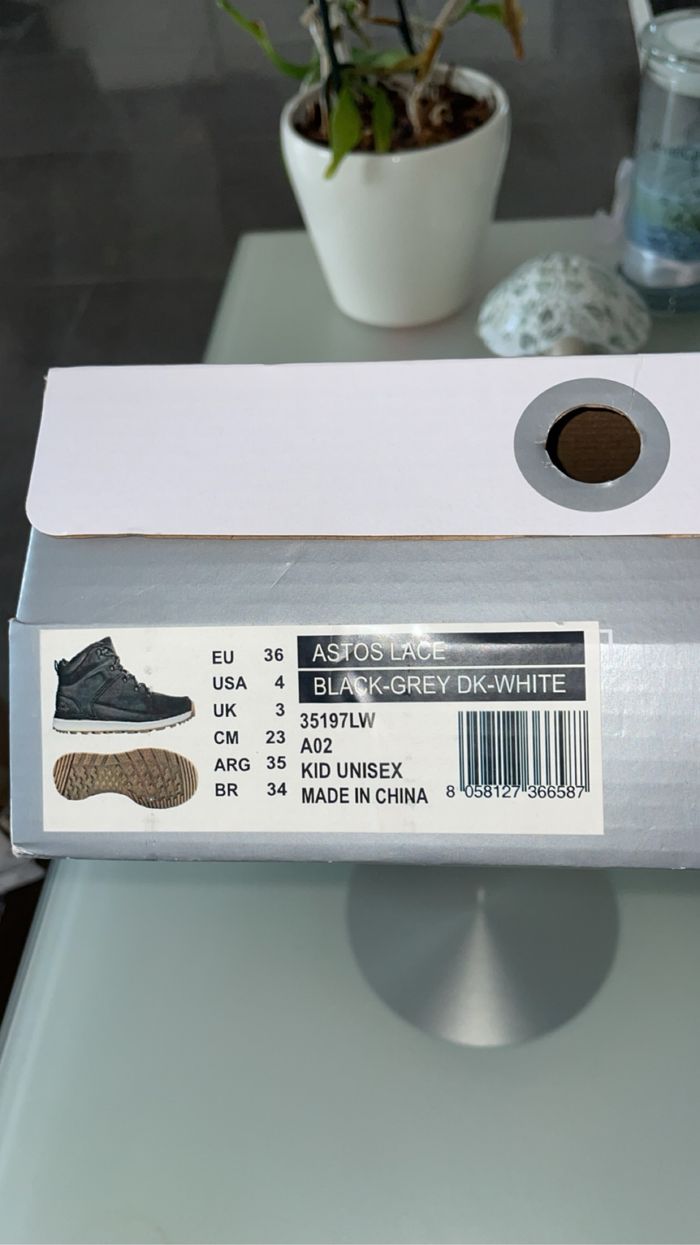 EU 36
USA 4
UK 3
CM 23
ARG 35
BR 34
ASTOS LACE
BLACK-GREY DK-WHITE
35197LW
A02
KID UNISEX
MADE IN CHINA
8 058127 366587